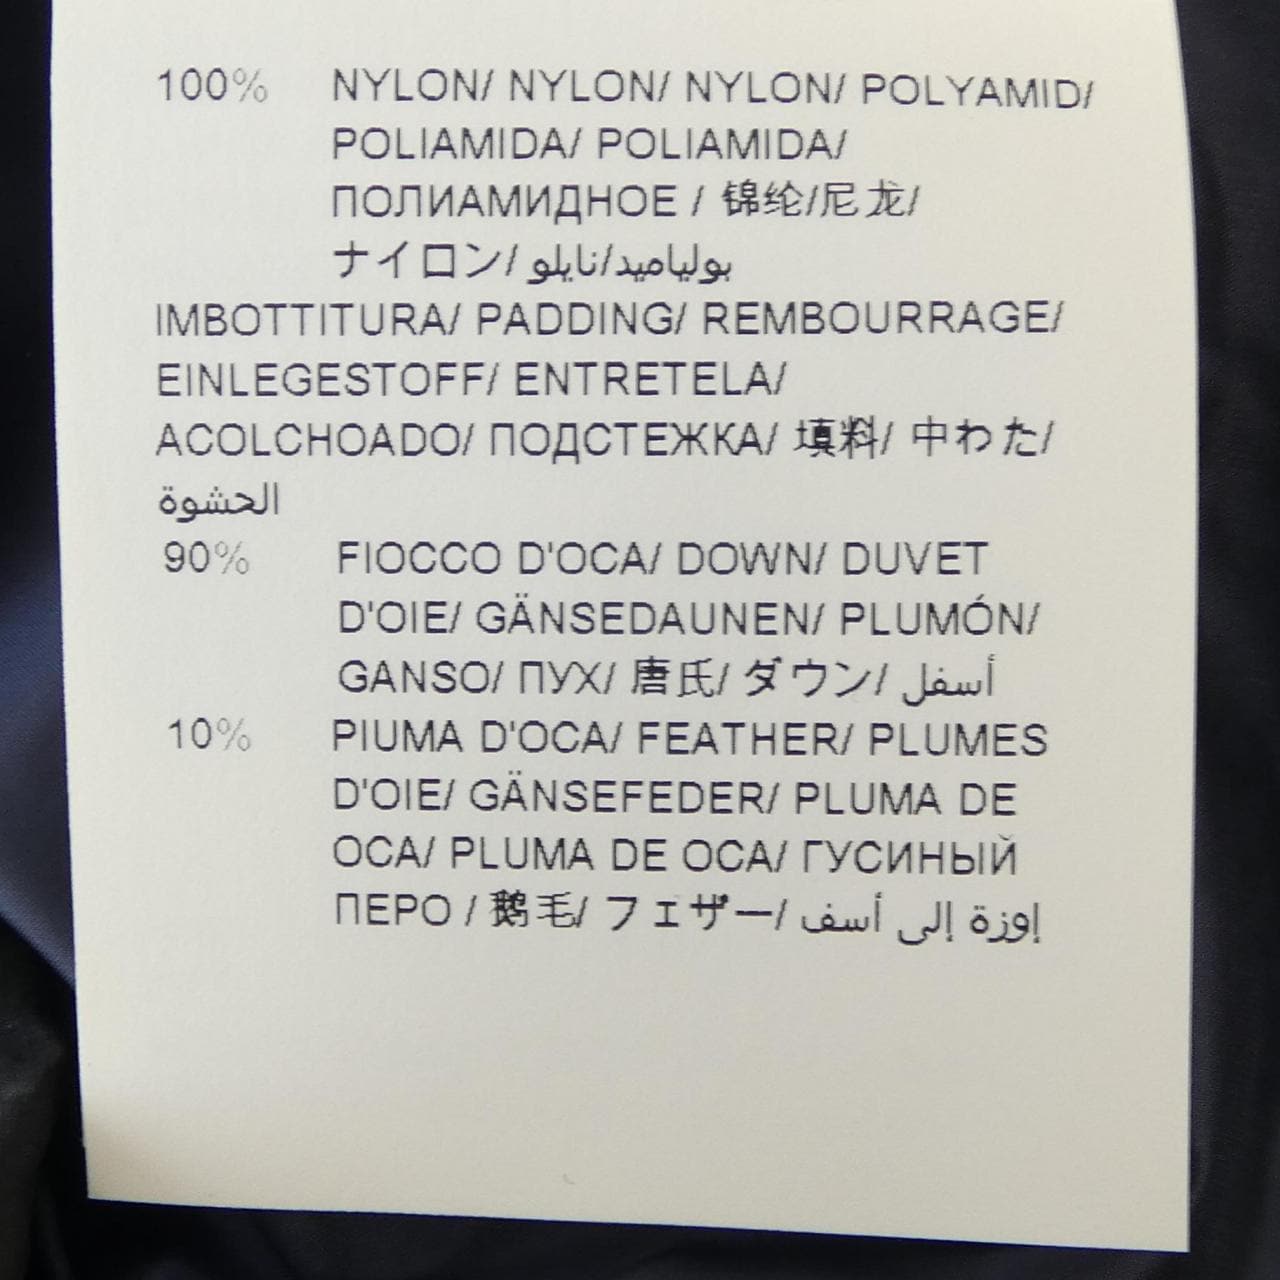 100% NYLON/ NYLON/ NYLON/ POLYAMID/
POLIAMIDA/ POLIAMIDA/
ПОЛИАМИДНОЕ / 锦纶/尼龙/
ナイロン/ بولياميد/نايلو
IMBOTTITURA/ PADDING/ REMBOURRAGE/
EINLEGESTOFF/ ENTRETELA/
ACOLCHOADO/ ПОДСТЕЖКА/ 填料/ 中わた/
الحشوة
90% FIOCCO D'OCA/ DOWN/ DUVET
D'OIE/ GÄNSEDAUNEN/ PLUMÓN/
GANSO/ ПУХ/ 唐氏/ ダウン/ أسفل
10% PIUMA D'OCA/ FEATHER/ PLUMES
D'OIE/ GÄNSEFEDER/ PLUMA DE
OCA/ PLUMA DE OCA/ ГУСИНЫЙ
ПЕРО / 鹅毛/ フェザー/ إوزة إلى أسف